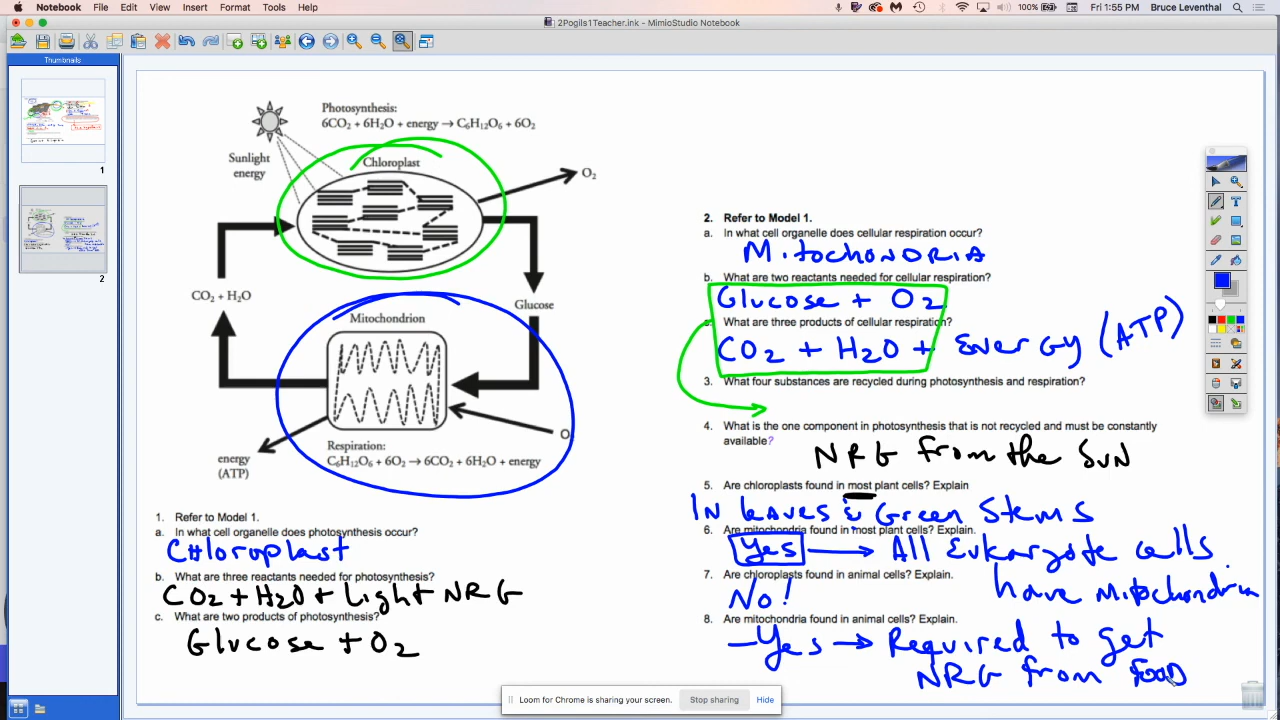 Notebook File Edit View Insert Format Tools Help
100% Fri 1:55 PM Bruce Leventhal
2Pogils1Teacher.ink - MimioStudio Notebook
Thumbnails
1
2
Photosynthesis:
6CO₂ + 6H₂O + energy → C₆H₁₂O₆ + 6O₂
Sunlight
energy
Chloroplast
O₂
CO₂ + H₂O
Glucose
Mitochondrion
O
energy
(ATP)
Respiration:
C₆H₁₂O₆ + 6O₂ → 6CO₂ + 6H₂O + energy
1. Refer to Model 1.
a. In what cell organelle does photosynthesis occur?
Chloroplast
b. What are three reactants needed for photosynthesis?
CO₂ + H₂O + Light NRG
c. What are two products of photosynthesis?
Glucose + O₂
2. Refer to Model 1.
a. In what cell organelle does cellular respiration occur?
MitochONDRIA
b. What are two reactants needed for cellular respiration?
Glucose + O₂
What are three products of cellular respiration?
CO₂ + H₂O + Energy (ATP)
3. What four substances are recycled during photosynthesis and respiration?
4. What is the one component in photosynthesis that is not recycled and must be constantly
available?
NRG from the SuN
5. Are chloroplasts found in most plant cells? Explain
IN leaves & Green Stems
6. Are mitochondria found in most plant cells? Explain.
Yes → All Eukaryote cells
have mitochondria
7. Are chloroplasts found in animal cells? Explain.
No!
8. Are mitochondria found in animal cells? Explain.
-Yes → Required to get
NRG from food
Loom for Chrome is sharing your screen. Stop sharing Hide